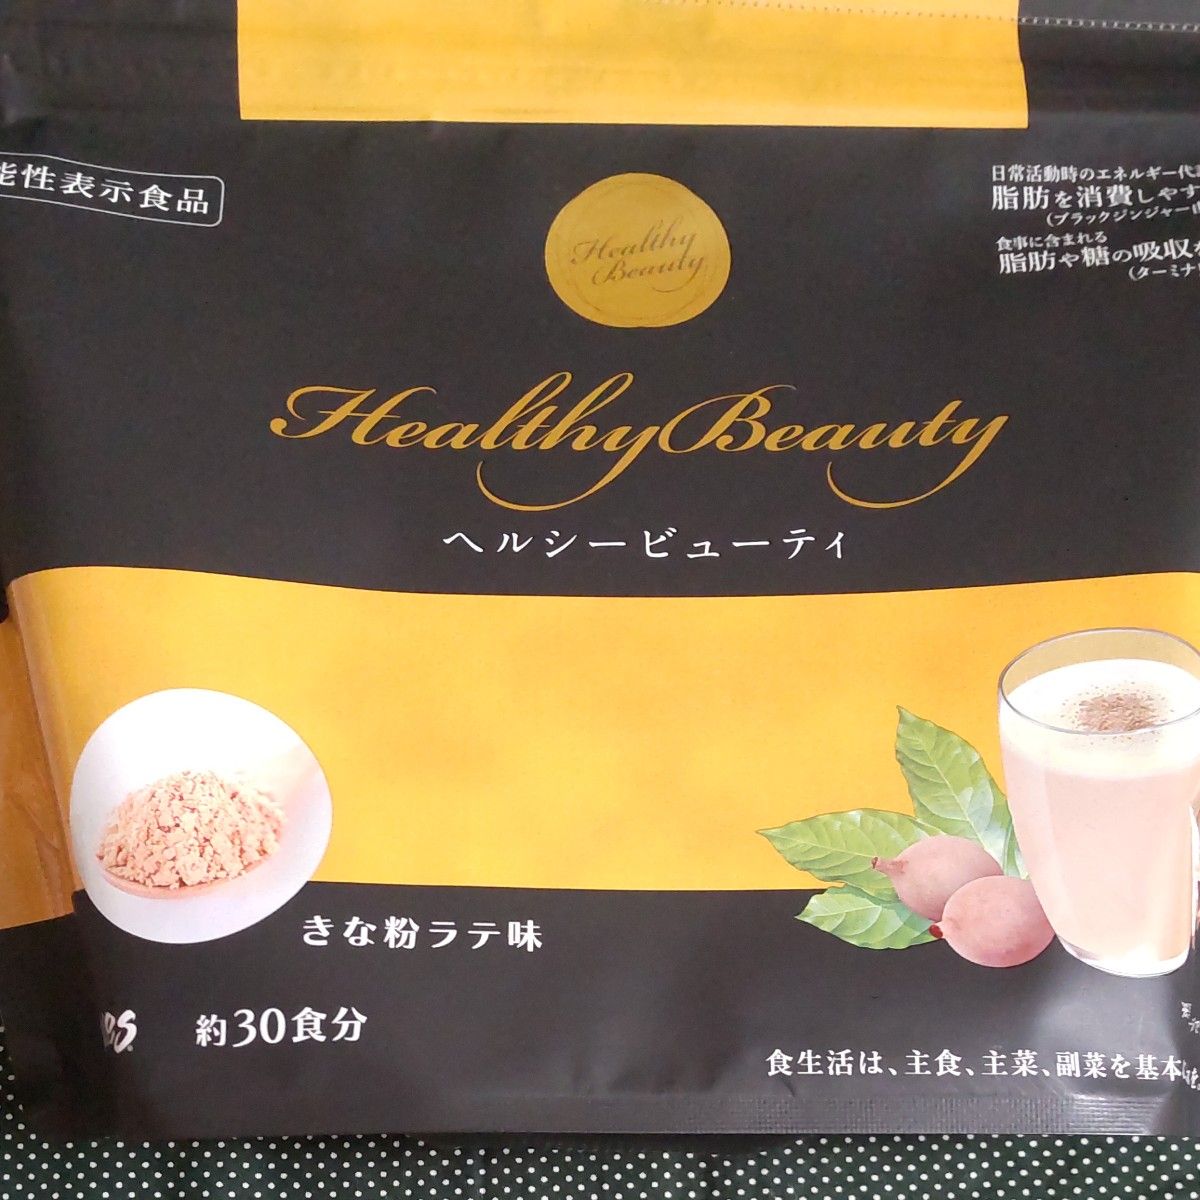 能性表示食品
日常活動時のエネルギー代
脂肪を消費しやす
(ブラックジンジャー
食事に含まれる
脂肪や糖の吸収を
(ターミナ
Healthy
Beauty
HealthyBeauty
ヘルシービューティ
きな粉ラテ味
es
約30食分
食生活は、主食、主菜、副菜を基本に